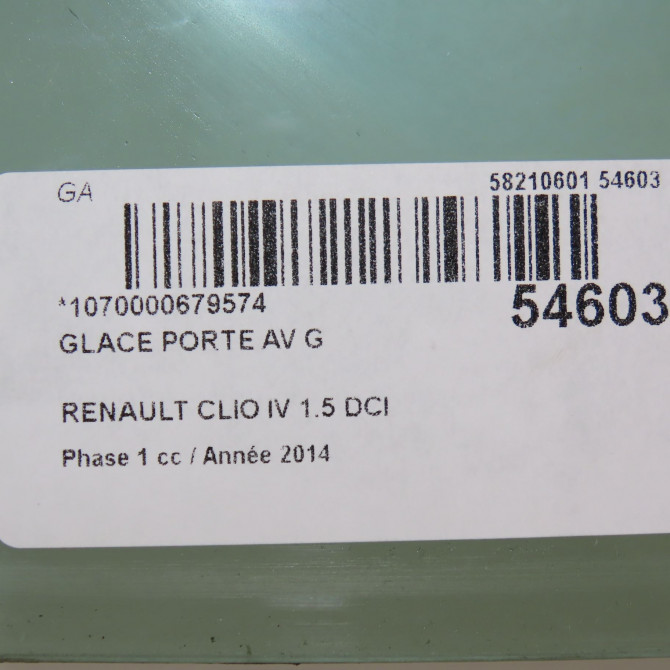 GA 58210601 54603
*1070000679574 54603
GLACE PORTE AV G
RENAULT CLIO IV 1.5 DCI
Phase 1 cc / Année 2014